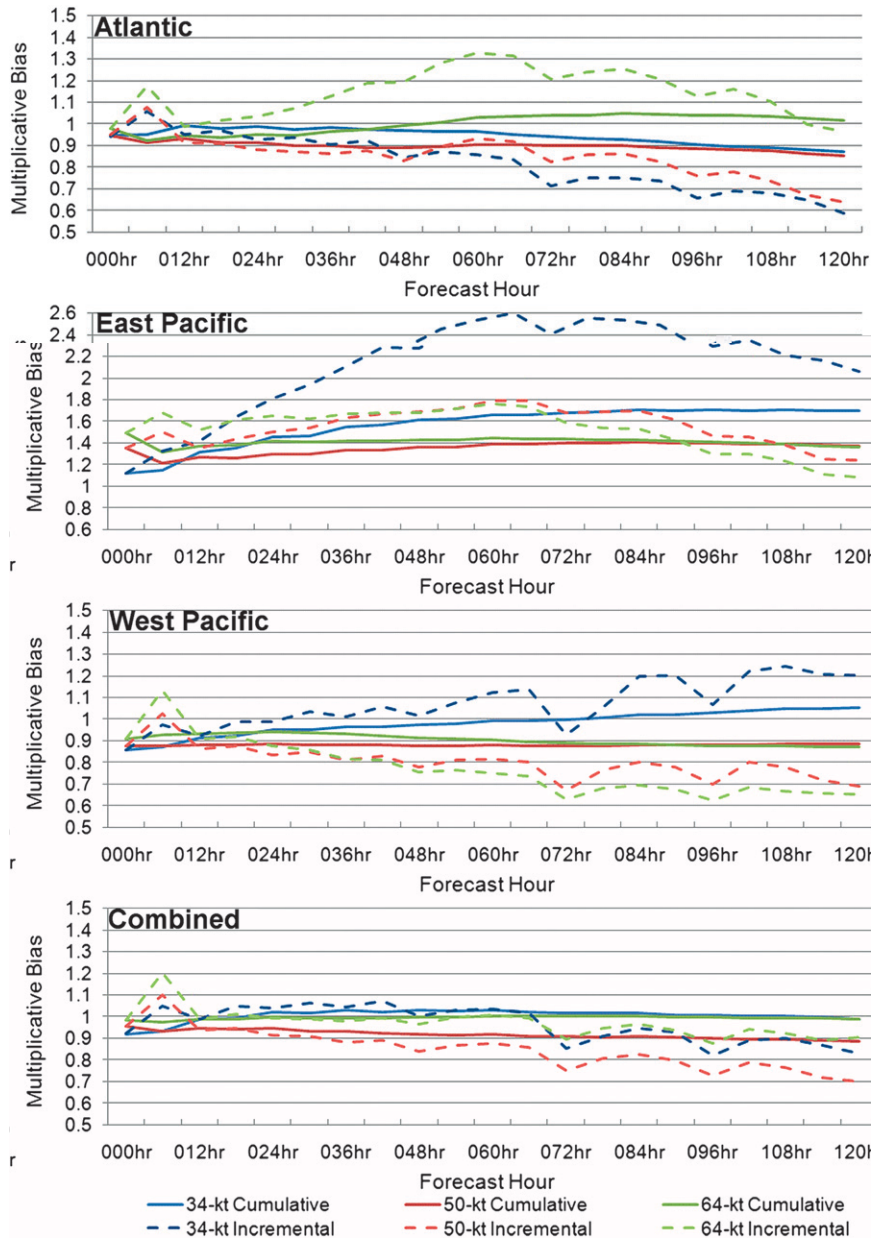 Atlantic
1.5
1.4
1.3
1.2
1.1
1
0.9
0.8
0.7
0.6
0.5
Multiplicative Bias
000hr 012hr 024hr 036hr 048hr 060hr 072hr 084hr 096hr 108hr 120hr
Forecast Hour
East Pacific
2.6
2.4
2.2
2
1.8
1.6
1.4
1.2
1
0.8
0.6
Multiplicative Bias
000hr 012hr 024hr 036hr 048hr 060hr 072hr 084hr 096hr 108hr 120hr
Forecast Hour
West Pacific
1.5
1.4
1.3
1.2
1.1
1
0.9
0.8
0.7
0.6
0.5
Multiplicative Bias
000hr 012hr 024hr 036hr 048hr 060hr 072hr 084hr 096hr 108hr 120hr
Forecast Hour
Combined
1.5
1.4
1.3
1.2
1.1
1
0.9
0.8
0.7
0.6
0.5
Multiplicative Bias
000hr 012hr 024hr 036hr 048hr 060hr 072hr 084hr 096hr 108hr 120hr
Forecast Hour
34-kt Cumulative 50-kt Cumulative 64-kt Cumulative
34-kt Incremental 50-kt Incremental 64-kt Incremental